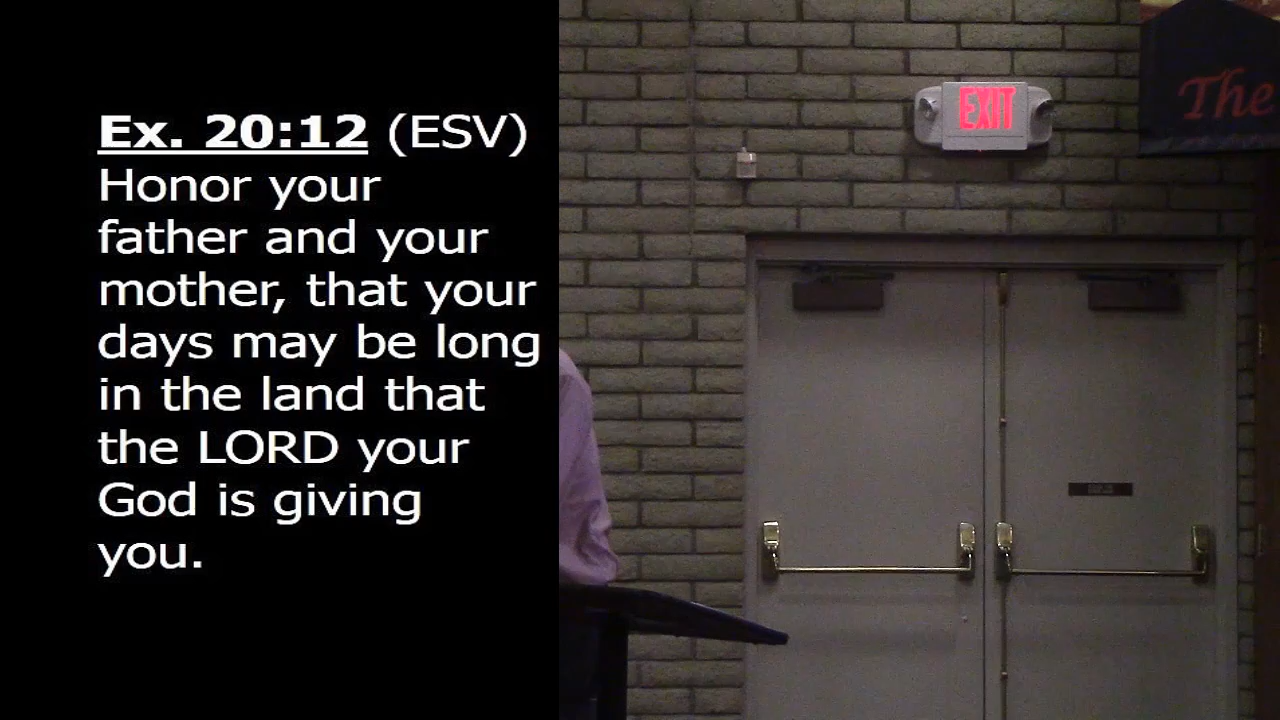 Ex. 20:12 (ESV)
Honor your
father and your
mother, that your
days may be long
in the land that
the LORD your
God is giving
you.
EXIT
The